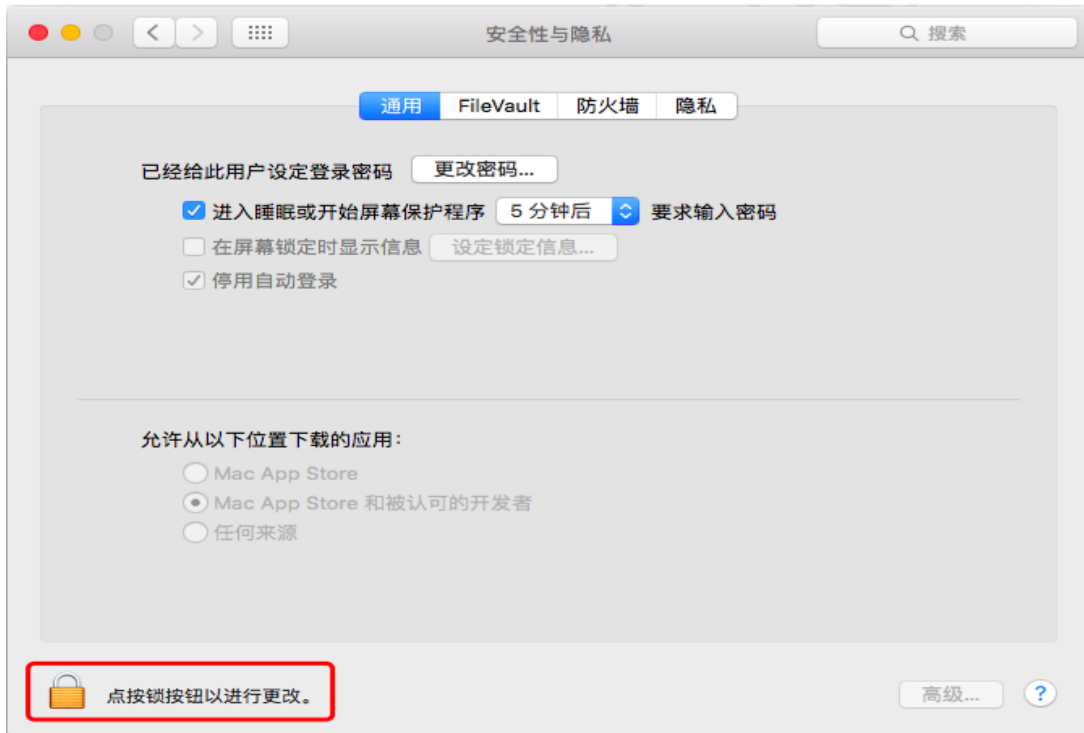 安全性与隐私
搜索
通用 FileVault 防火墙 隐私
已经给此用户设定登录密码 更改密码...
进入睡眠或开始屏幕保护程序 5 分钟后 要求输入密码
在屏幕锁定时显示信息 设定锁定信息...
停用自动登录
允许从以下位置下载的应用：
Mac App Store
Mac App Store 和被认可的开发者
任何来源
点按锁按钮以进行更改。
高级... ?